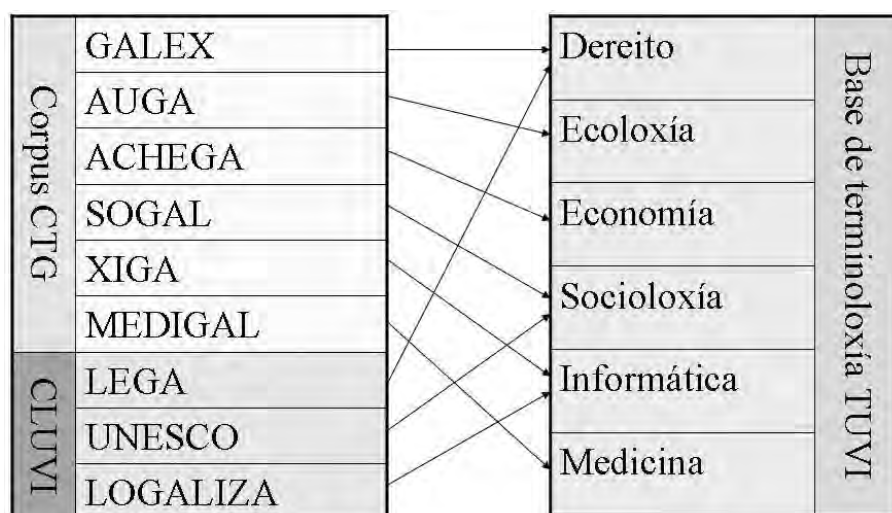 Corpus CTG
GALEX
AUGA
ACHEGA
SOGAL
XIGA
MEDIGAL
CLUVI
LEGA
UNESCO
LOGALIZA
Dereito
Ecoloxía
Economía
Socioloxía
Informática
Medicina
Base de terminoloxía TUVI